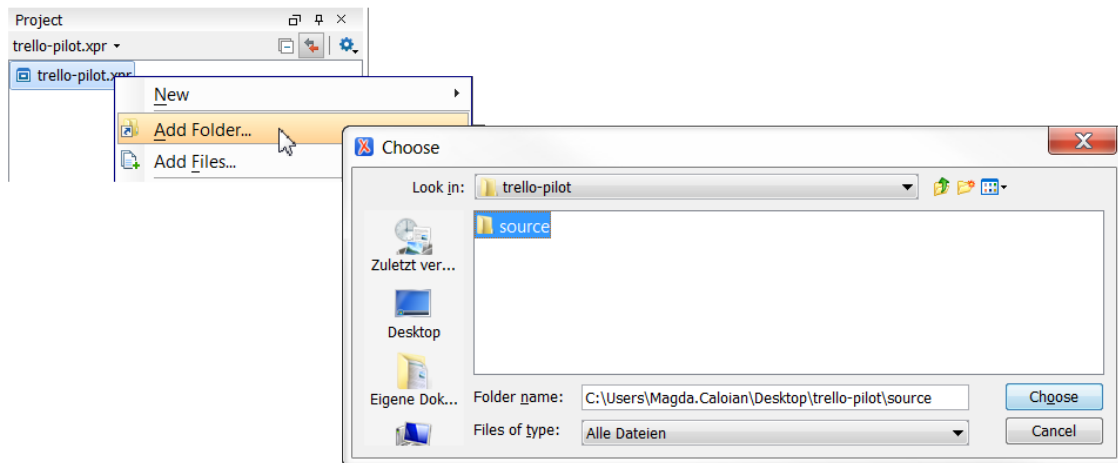 Project
trello-pilot.xpr
trello-pilot.xpr
New
Add Folder...
Add Files...
Choose
Look in: trello-pilot
source
Zuletzt ver...
Desktop
Eigene Dok...
Folder name: C:\Users\Magda.Caloian\Desktop\trello-pilot\source Choose
Files of type: Alle Dateien Cancel